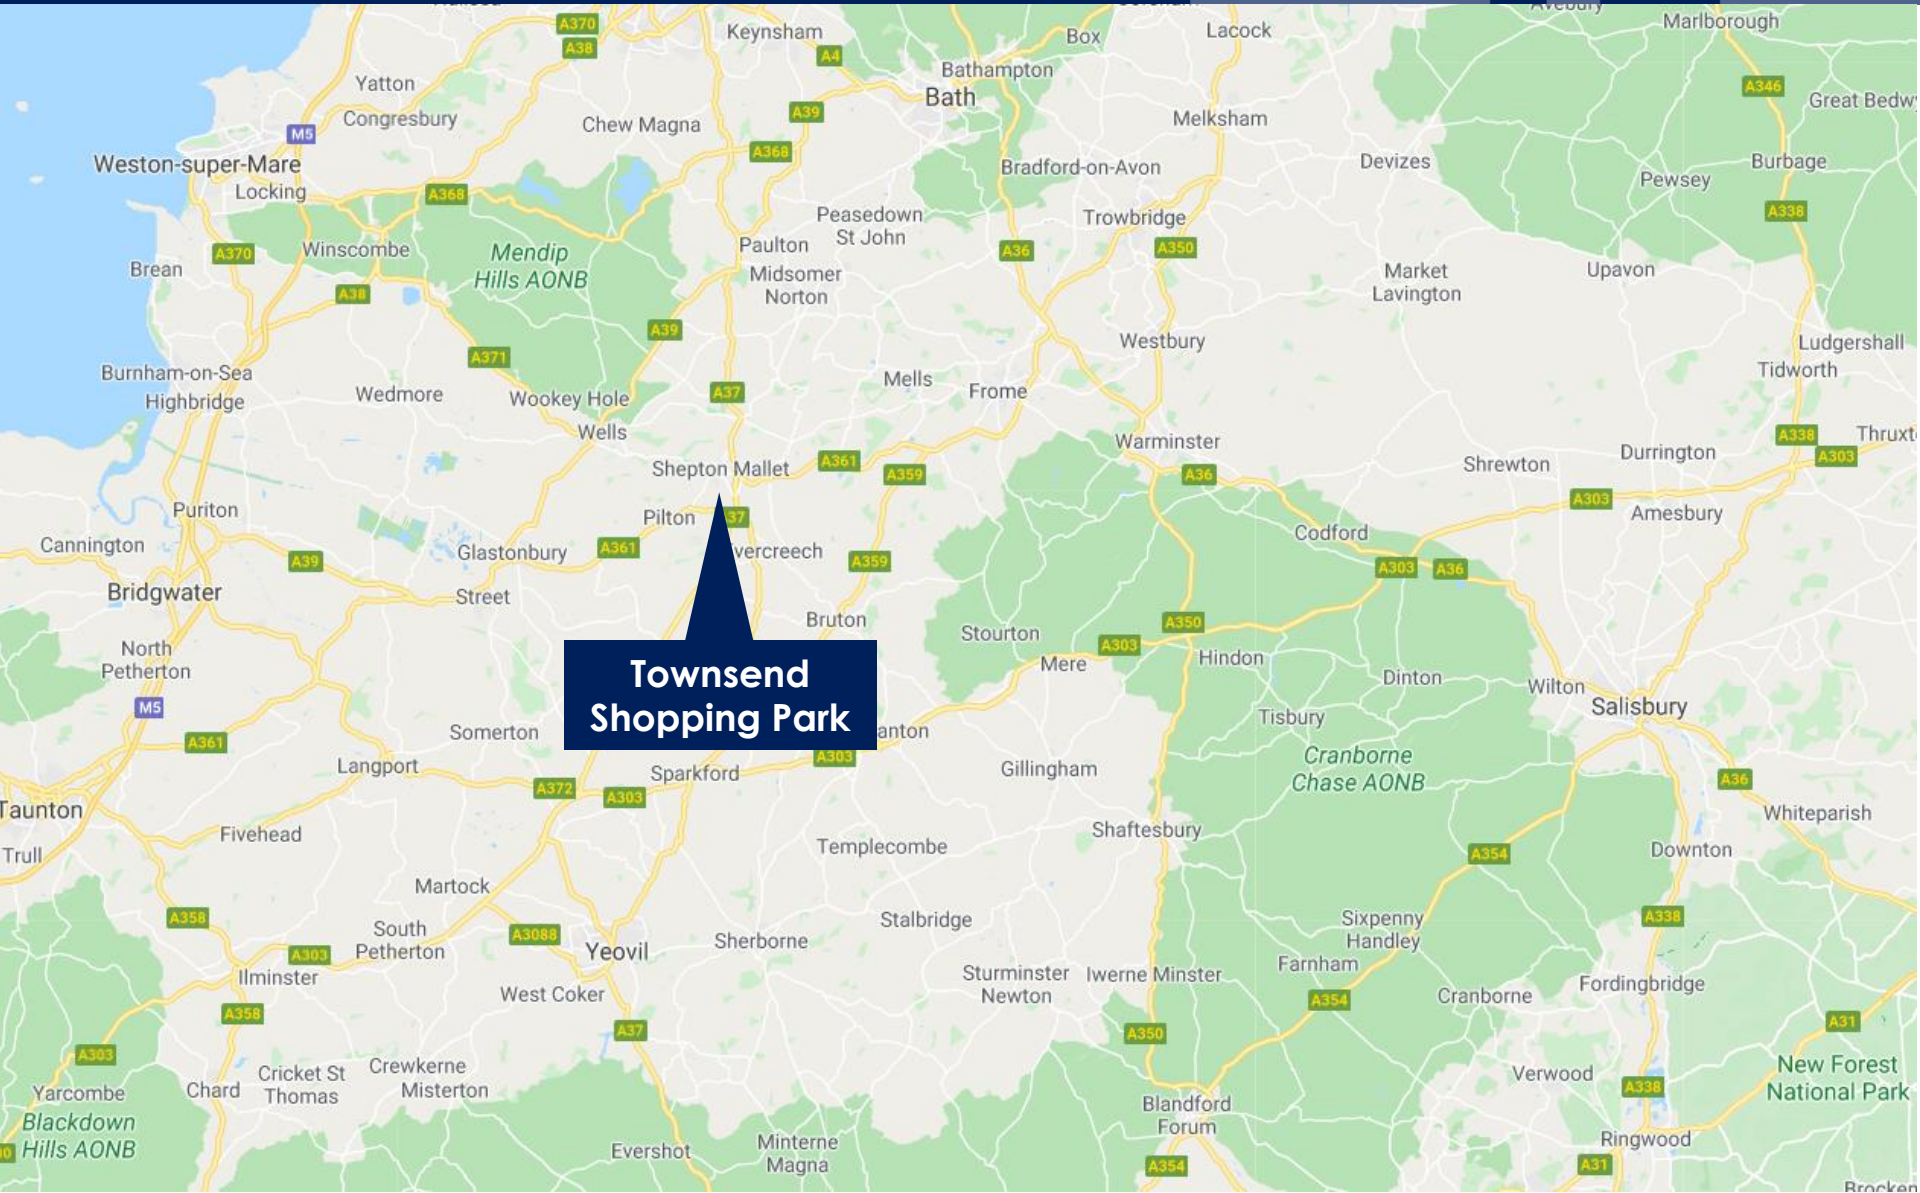 Marlborough
Keynsham
Box
Lacock
A370
A38
A4
Bathampton
Yatton
Bath
A346
Great Bedwy
Congresbury
Chew Magna
A39
Melksham
M5
A368
Weston-super-Mare
Bradford-on-Avon
Devizes
Burbage
Locking
A368
Pewsey
Peasedown
St John
Trowbridge
A338
Winscombe
A370
Mendip
Hills AONB
Paulton
A36
A350
Brean
Midsomer
Norton
Market
Lavington
Upavon
A38
A39
Westbury
Ludgershall
A371
Burnham-on-Sea
Tidworth
Highbridge
Wedmore
Wookey Hole
A37
Mells
Frome
Wells
Warminster
A338
Thruxt
Shepton Mallet
A361
A359
A36
Shrewton
Durrington
A303
Puriton
Pilton
37
A303
Amesbury
Cannington
Glastonbury
A361
vercreech
A359
Codford
A39
A303
A36
Bridgwater
Street
Bruton
Stourton
A350
North
Petherton
Mere
A303
Hindon
Dinton
Wilton
Salisbury
M5
Townsend
Shopping Park
Tisbury
A361
Somerton
anton
Cranborne
Chase AONB
Langport
A372
A303
Sparkford
A303
Gillingham
A36
Taunton
Whiteparish
Fivehead
Shaftesbury
Trull
Templecombe
A354
Downton
Martock
A358
South
Petherton
A3088
Yeovil
Sherborne
Stalbridge
Sixpenny
Handley
A338
A303
Ilminster
West Coker
Sturminster
Newton
Iwerne Minster
Farnham
Fordingbridge
A358
A37
A354
Cranborne
A350
A31
A303
Cricket St
Thomas
Crewkerne
Misterton
Verwood
A338
New Forest
National Park
Yarcombe
Chard
Blandford
Forum
Blackdown
Hills AONB
Evershot
Minterne
Magna
Ringwood
A354
A31